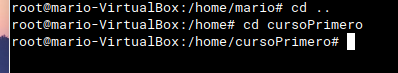 root@mario-VirtualBox:/home/mario# cd ..
root@mario-VirtualBox:/home# cd cursoPrimero
root@mario-VirtualBox:/home/cursoPrimero#